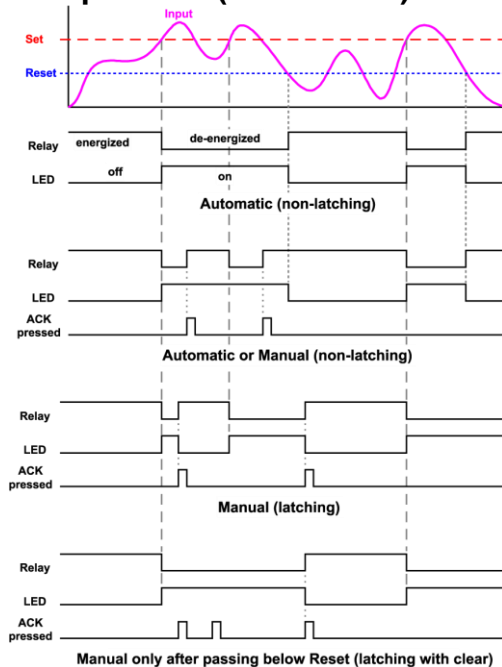 Input
Set
Reset
Relay energized de-energized
LED off on
Automatic (non-latching)
Relay
LED
ACK
pressed
Automatic or Manual (non-latching)
Relay
LED
ACK
pressed
Manual (latching)
Relay
LED
ACK
pressed
Manual only after passing below Reset (latching with clear)